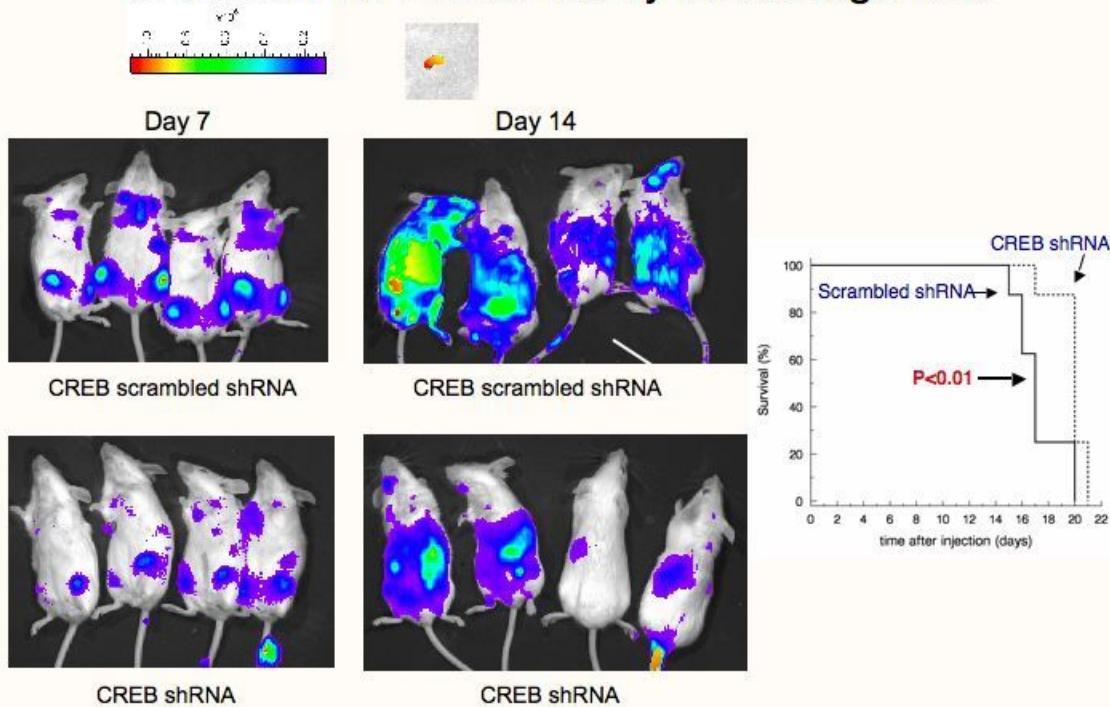 Day 7
Day 14
CREB scrambled shRNA
CREB scrambled shRNA
CREB shRNA
CREB shRNA
CREB shRNA
Scrambled shRNA
P<0.01
Survival (%)
100
80
60
40
20
0
0 2 4 6 8 10 12 14 16 18 20 22
time after injection (days)